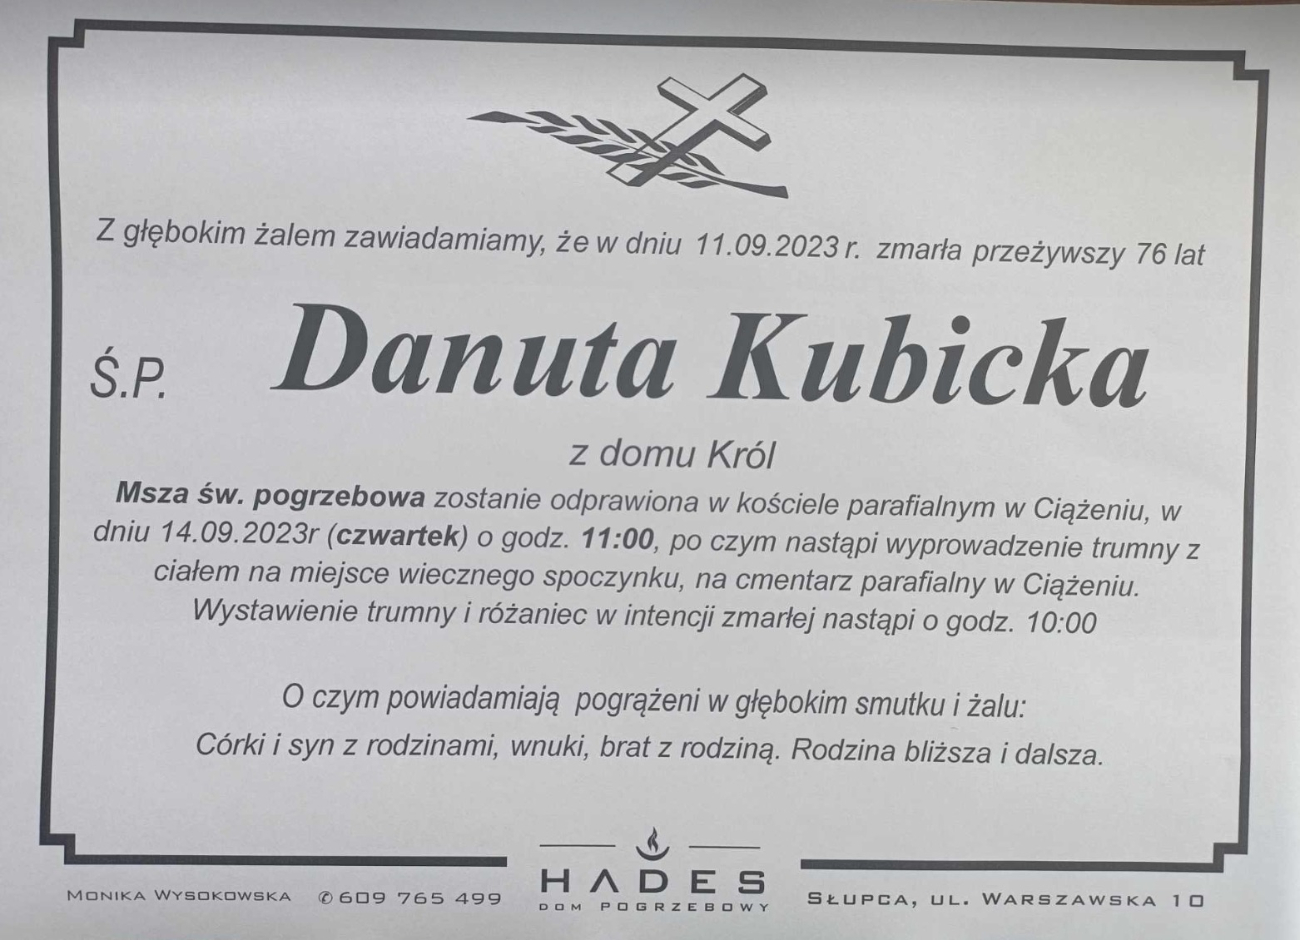 Z głębokim żalem zawiadamiamy, że w dniu 11.09.2023 r. zmarła przeżywszy 76 lat
Ś.P. Danuta Kubicka
z domu Król
Msza św. pogrzebowa zostanie odprawiona w kościele parafialnym w Ciążeniu, w
dniu 14.09.2023r (czwartek) o godz. 11:00, po czym nastąpi wyprowadzenie trumny z
ciałem na miejsce wiecznego spoczynku, na cmentarz parafialny w Ciążeniu.
Wystawienie trumny i różaniec w intencji zmarłej nastąpi o godz. 10:00
O czym powiadamiają pogrążeni w głębokim smutku i żalu:
Córki i syn z rodzinami, wnuki, brat z rodziną. Rodzina bliższa i dalsza.
Monika Wysokowska ✆ 609 765 499
HADES
DOM POGRZEBOWY
Słupca, ul. Warszawska 10